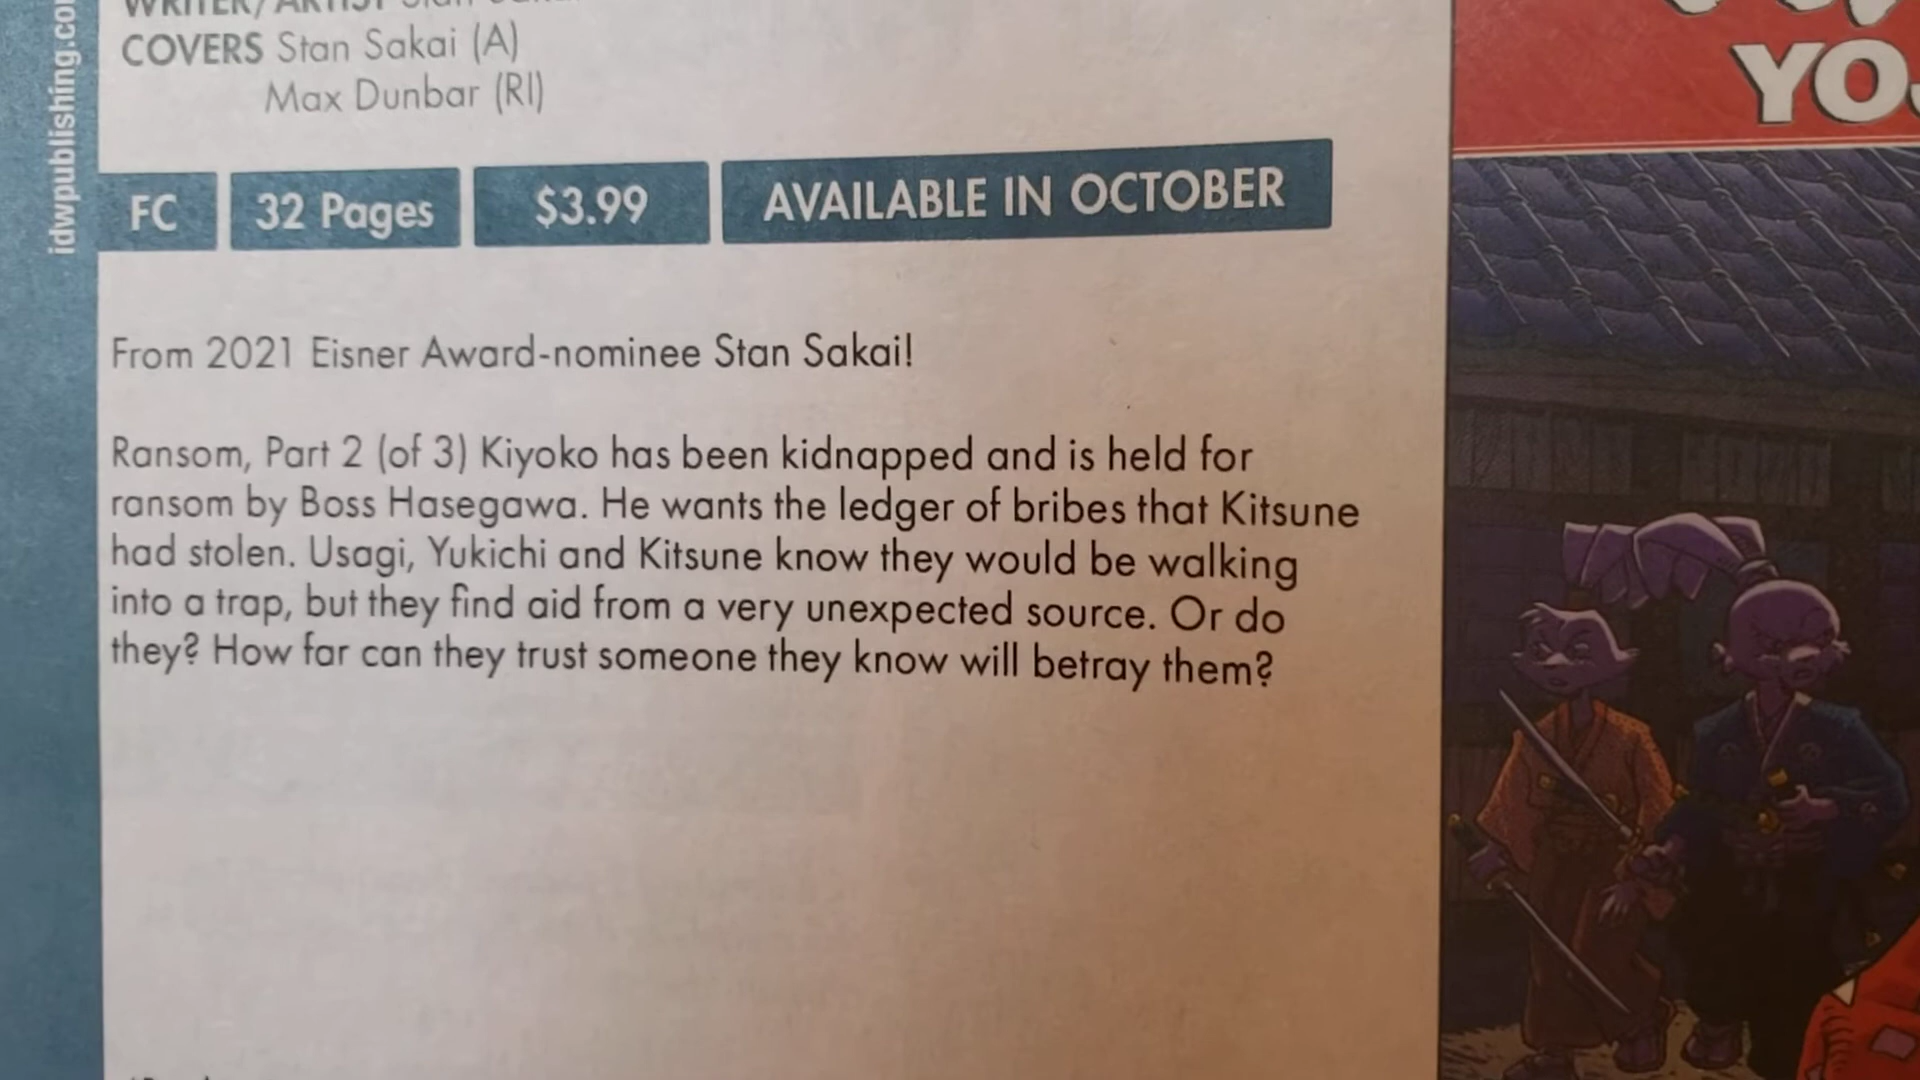 WRITER/ARTIST Stan
COVERS Stan Sakai (A)
Max Dunbar (RI)
idwpublishing.com
FC 32 Pages $3.99 AVAILABLE IN OCTOBER
From 2021 Eisner Award-nominee Stan Sakai!
Ransom, Part 2 (of 3) Kiyoko has been kidnapped and is held for
ransom by Boss Hasegawa. He wants the ledger of bribes that Kitsune
had stolen. Usagi, Yukichi and Kitsune know they would be walking
into a trap, but they find aid from a very unexpected source. Or do
they? How far can they trust someone they know will betray them?
YO